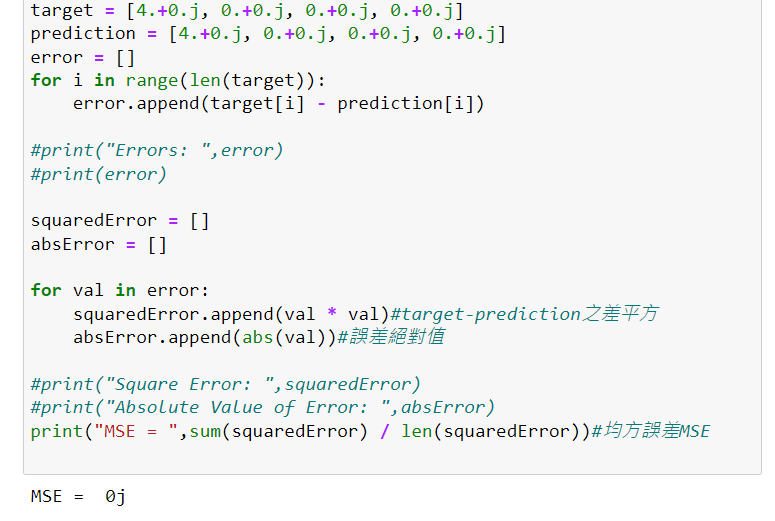 target = [4.+0.j, 0.+0.j, 0.+0.j, 0.+0.j]
prediction = [4.+0.j, 0.+0.j, 0.+0.j, 0.+0.j]
error = []
for i in range(len(target)):
    error.append(target[i] - prediction[i])
#print("Errors: ",error)
#print(error)
squaredError = []
absError = []
for val in error:
    squaredError.append(val * val)#target-prediction之差平方
    absError.append(abs(val))#誤差絕對值
#print("Square Error: ",squaredError)
#print("Absolute Value of Error: ",absError)
print("MSE = ",sum(squaredError) / len(squaredError))#均方誤差MSE
MSE =  0j